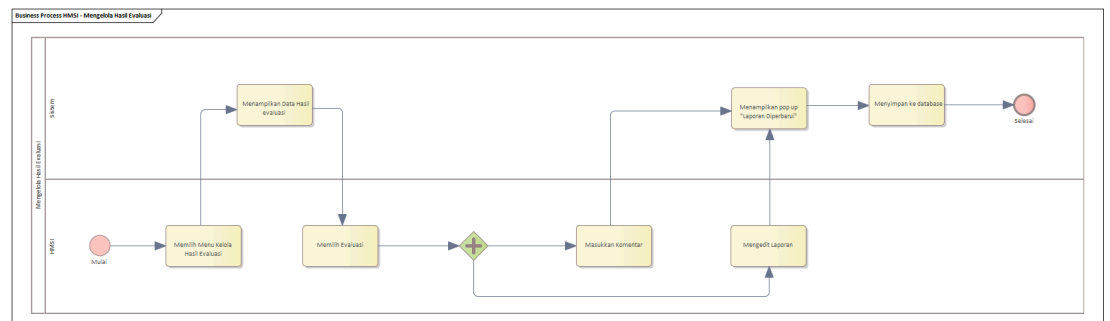 Business Process HMSI - Mengelola Hasil Evaluasi
Mengelola Hasil Evaluasi
Sistem
Menampilkan Data Hasil
evaluasi
Menampilkan pop up
"Laporan Diperbarui"
Menyimpan ke database
Selesai
HMSI
Mulai
Memilih Menu Kelola
Hasil Evaluasi
Memilih Evaluasi
Masukkan Komentar
Mengedit Laporan